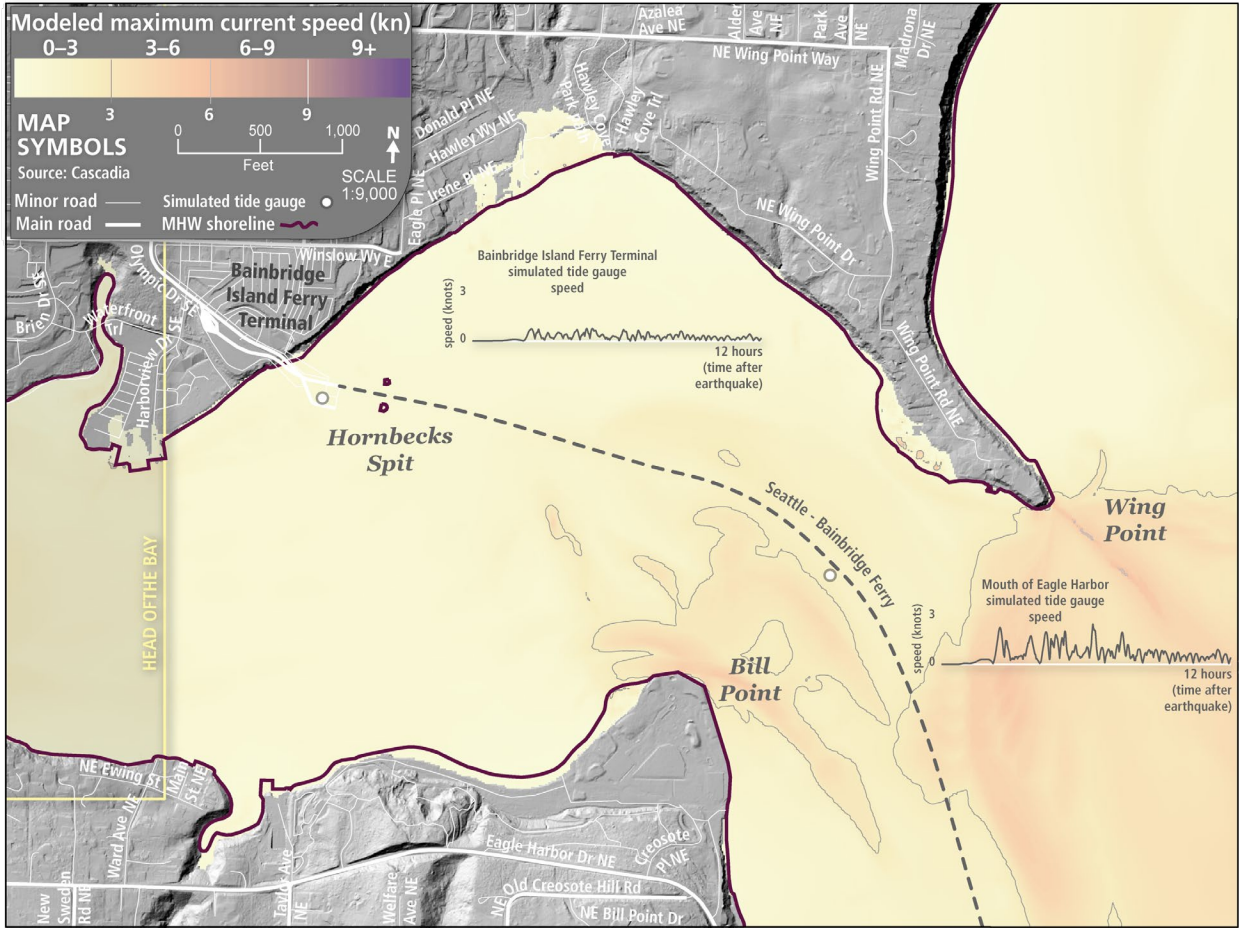 Modeled maximum current speed (kn)
0–3 3–6 6–9 9+
3 6 9
MAP
SYMBOLS
Source: Cascadia
0 500 1,000
Feet
N
SCALE
1:9,000
Minor road
Simulated tide gauge
Main road
MHW shoreline
Azalea
Ave NE
Alder
Ave
NE
Park
Ave
NE
Madrona
Dr/NE
NE Wing Point Way
Wing Point Rd NE
Hawley Cove
Park
Hawley
Cove Trl
Donald Pl NE
Hawley Wy NE
Irene Pl NE
Eagle Pl NE
Winslow Wy E
NE Wing Point Dr
Wing Point Rd NE
Bainbridge
Island Ferry
Terminal
Olympic Dr SE
Brien Dr SE
Waterfront
Trl
Harborview Dr SE
Bainbridge Island Ferry Terminal
simulated tide gauge
speed
speed (knots)
3
0
12 hours
(time after
earthquake)
Hornbecks
Spit
Seattle - Bainbridge Ferry
Wing
Point
Mouth of Eagle Harbor
simulated tide gauge
speed
speed (knots)
3
0
12 hours
(time after
earthquake)
HEAD OF THE BAY
Bill
Point
NE Ewing St
Main
St NE
Ward Ave NE
New
Sweden
Rd NE
Taylor Ave
NE
Welfare
Ave NE
Eagle Harbor Dr NE
Creosote
Pl NE
NE Old Creosote Hill Rd
NE Bill Point Dr